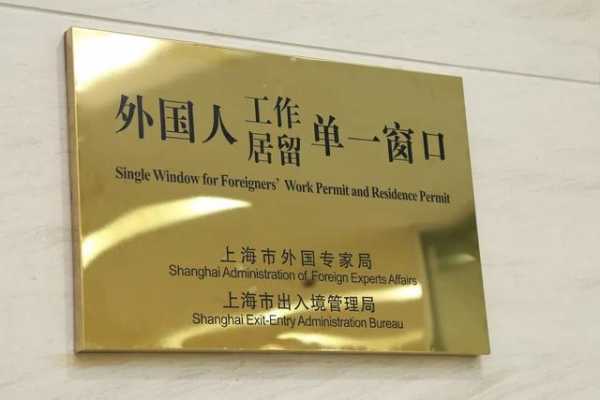 外国人工作居留单一窗口
Single Window for Foreigners' Work Permit and Residence Permit
上海市外国专家局
Shanghai Administration of Foreign Experts Affairs
上海市出入境管理局
Shanghai Exit-Entry Administration Bureau